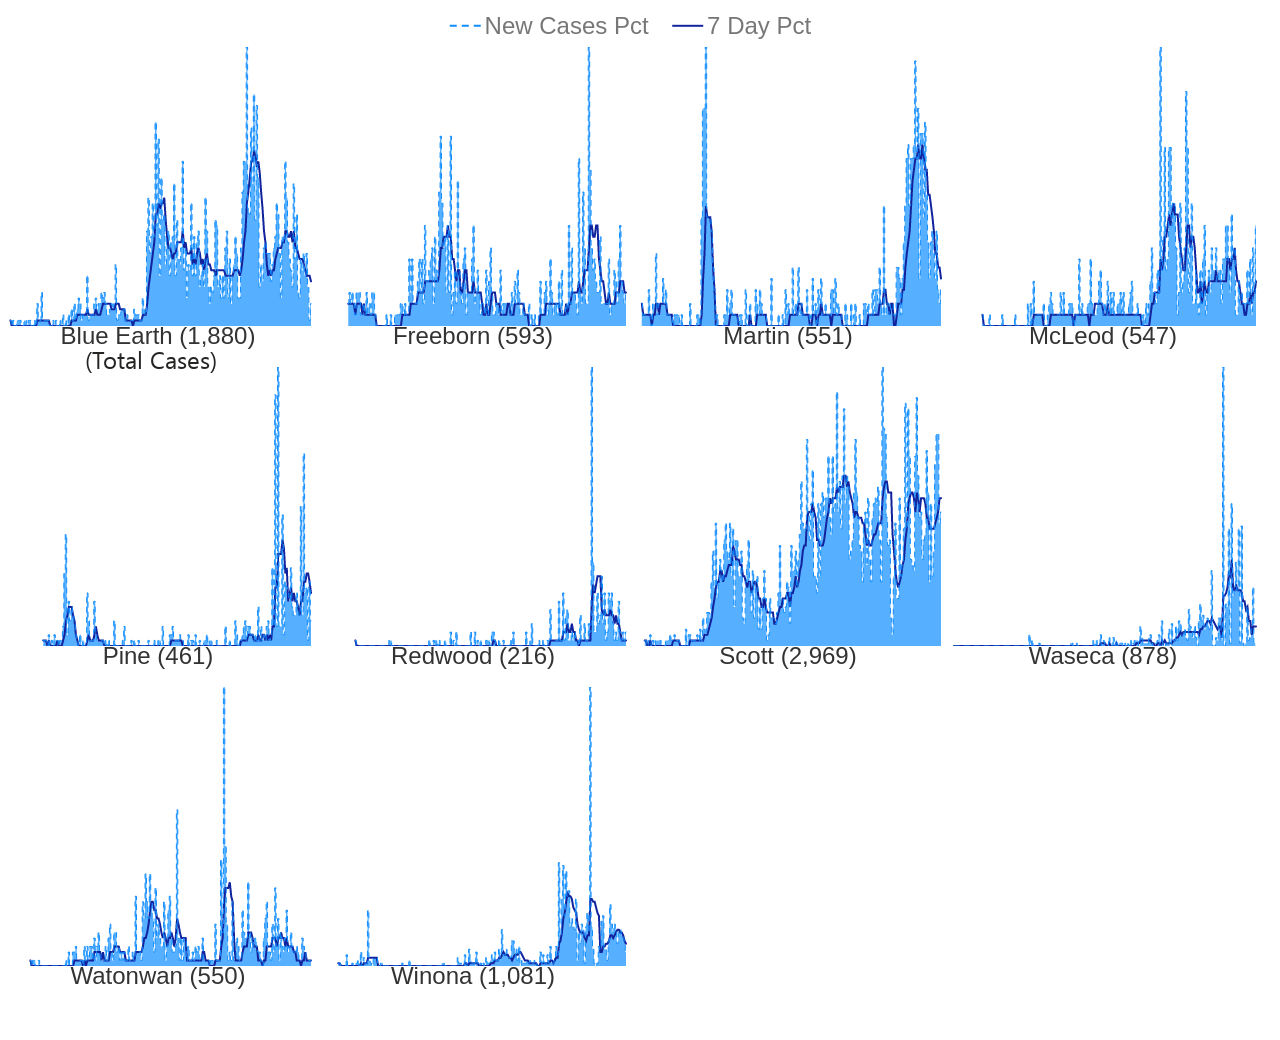 New Cases Pct 7 Day Pct
Blue Earth (1,880) Freeborn (593) Martin (551) McLeod (547)
(Total Cases)
Pine (461) Redwood (216) Scott (2,969) Waseca (878)
Watonwan (550) Winona (1,081)